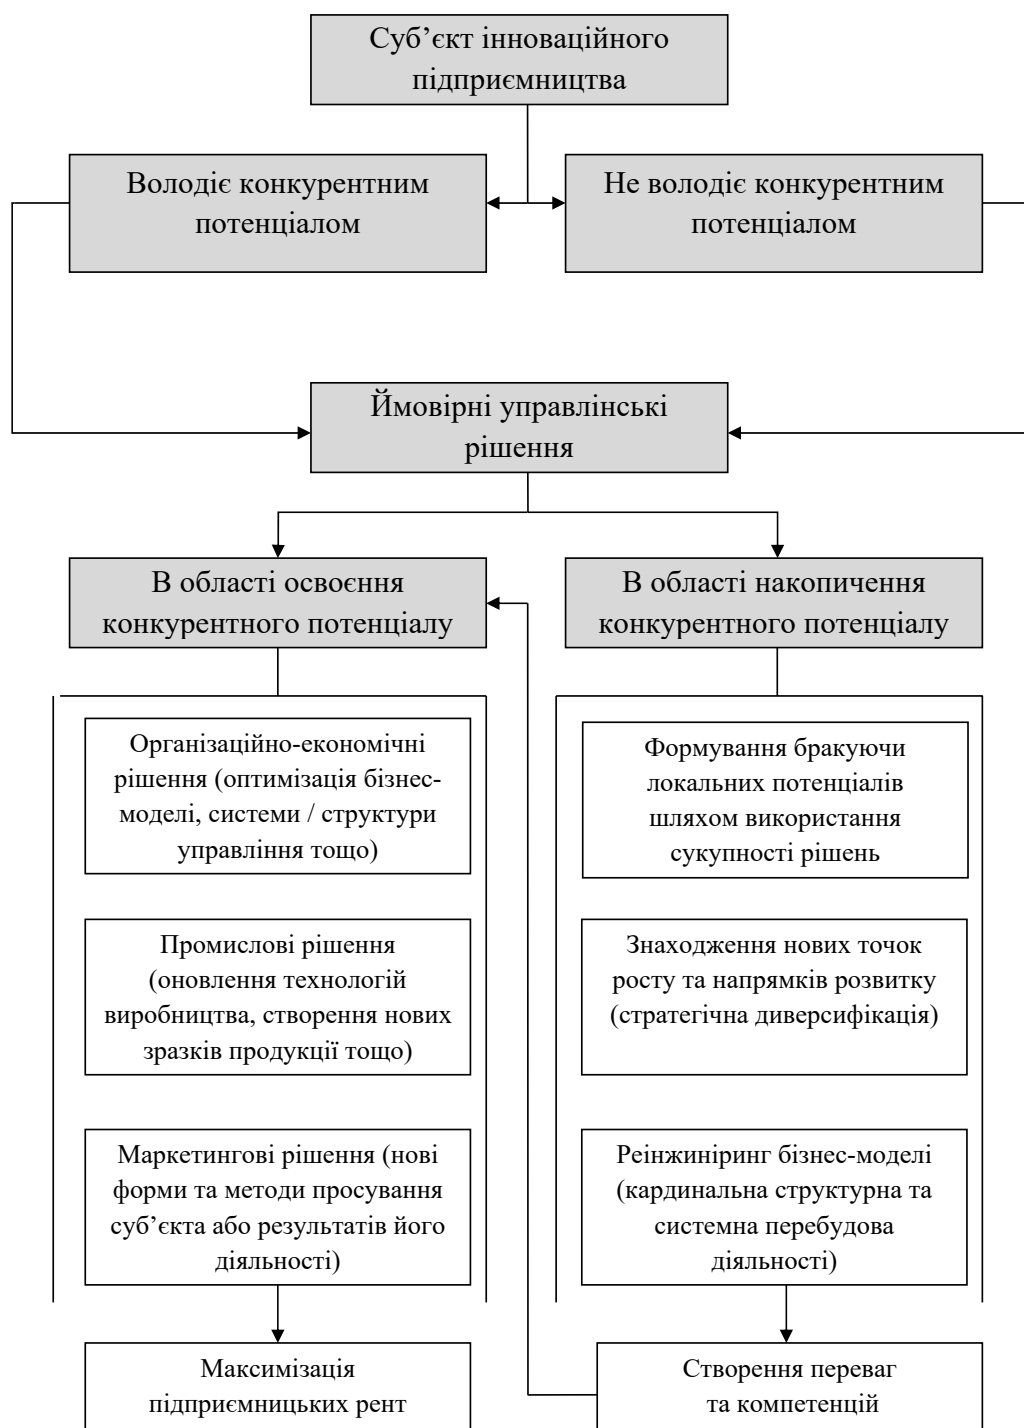 Суб’єкт інноваційного
підприємництва
Володіє конкурентним
потенціалом
Не володіє конкурентним
потенціалом
Ймовірні управлінські
рішення
В області освоєння
конкурентного потенціалу
В області накопичення
конкурентного потенціалу
Організаційно-економічні
рішення (оптимізація бізнес-
моделі, системи / структури
управління тощо)
Формування бракуючи
локальних потенціалів
шляхом використання
сукупності рішень
Промислові рішення
(оновлення технологій
виробництва, створення нових
зразків продукції тощо)
Знаходження нових точок
росту та напрямків розвитку
(стратегічна диверсифікація)
Маркетингові рішення (нові
форми та методи просування
суб’єкта або результатів його
діяльності)
Реінжиніринг бізнес-моделі
(кардинальна структурна та
системна перебудова
діяльності)
Максимізація
підприємницьких рент
Створення переваг
та компетенцій